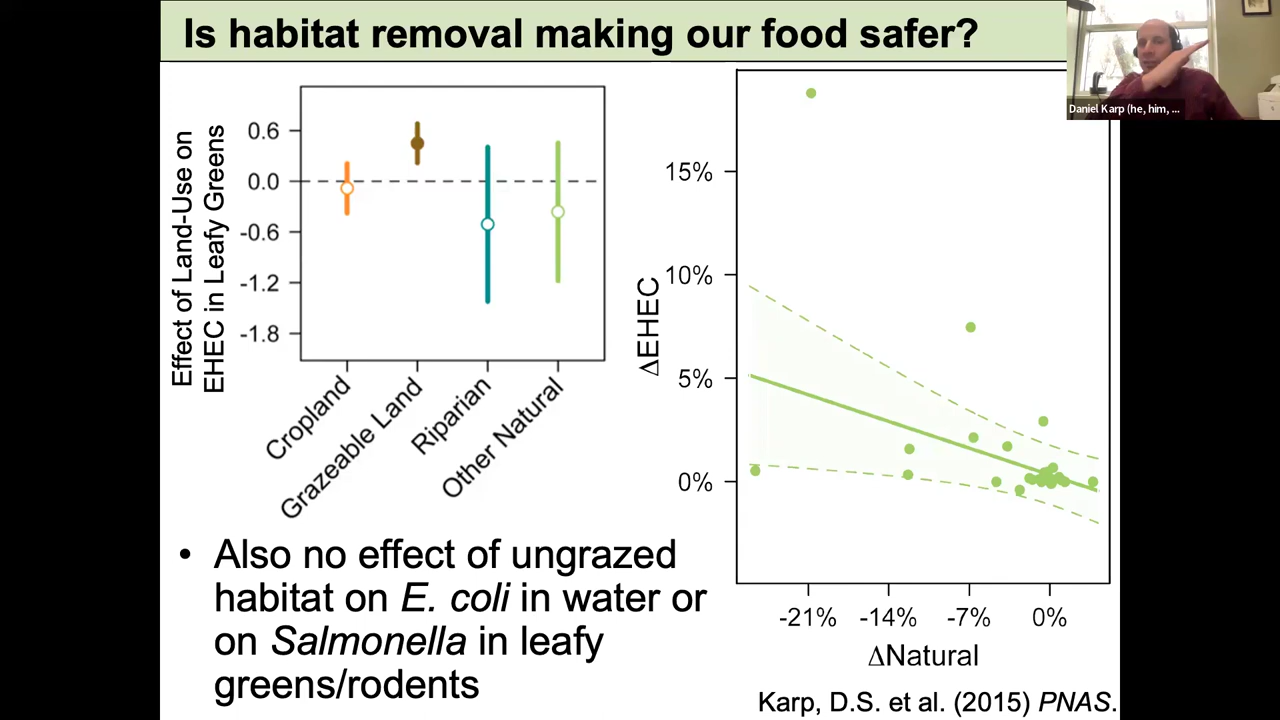 Is habitat removal making our food safer?
Daniel Karp (he, him, ...
Effect of Land-Use on
EHEC in Leafy Greens
0.6
0.0
-0.6
-1.2
-1.8
Cropland
Grazeable Land
Riparian
Other Natural
ΔEHEC
15%
10%
5%
0%
-21%
-14%
-7%
0%
ΔNatural
• Also no effect of ungrazed
habitat on E. coli in water or
on Salmonella in leafy
greens/rodents
Karp, D.S. et al. (2015) PNAS.